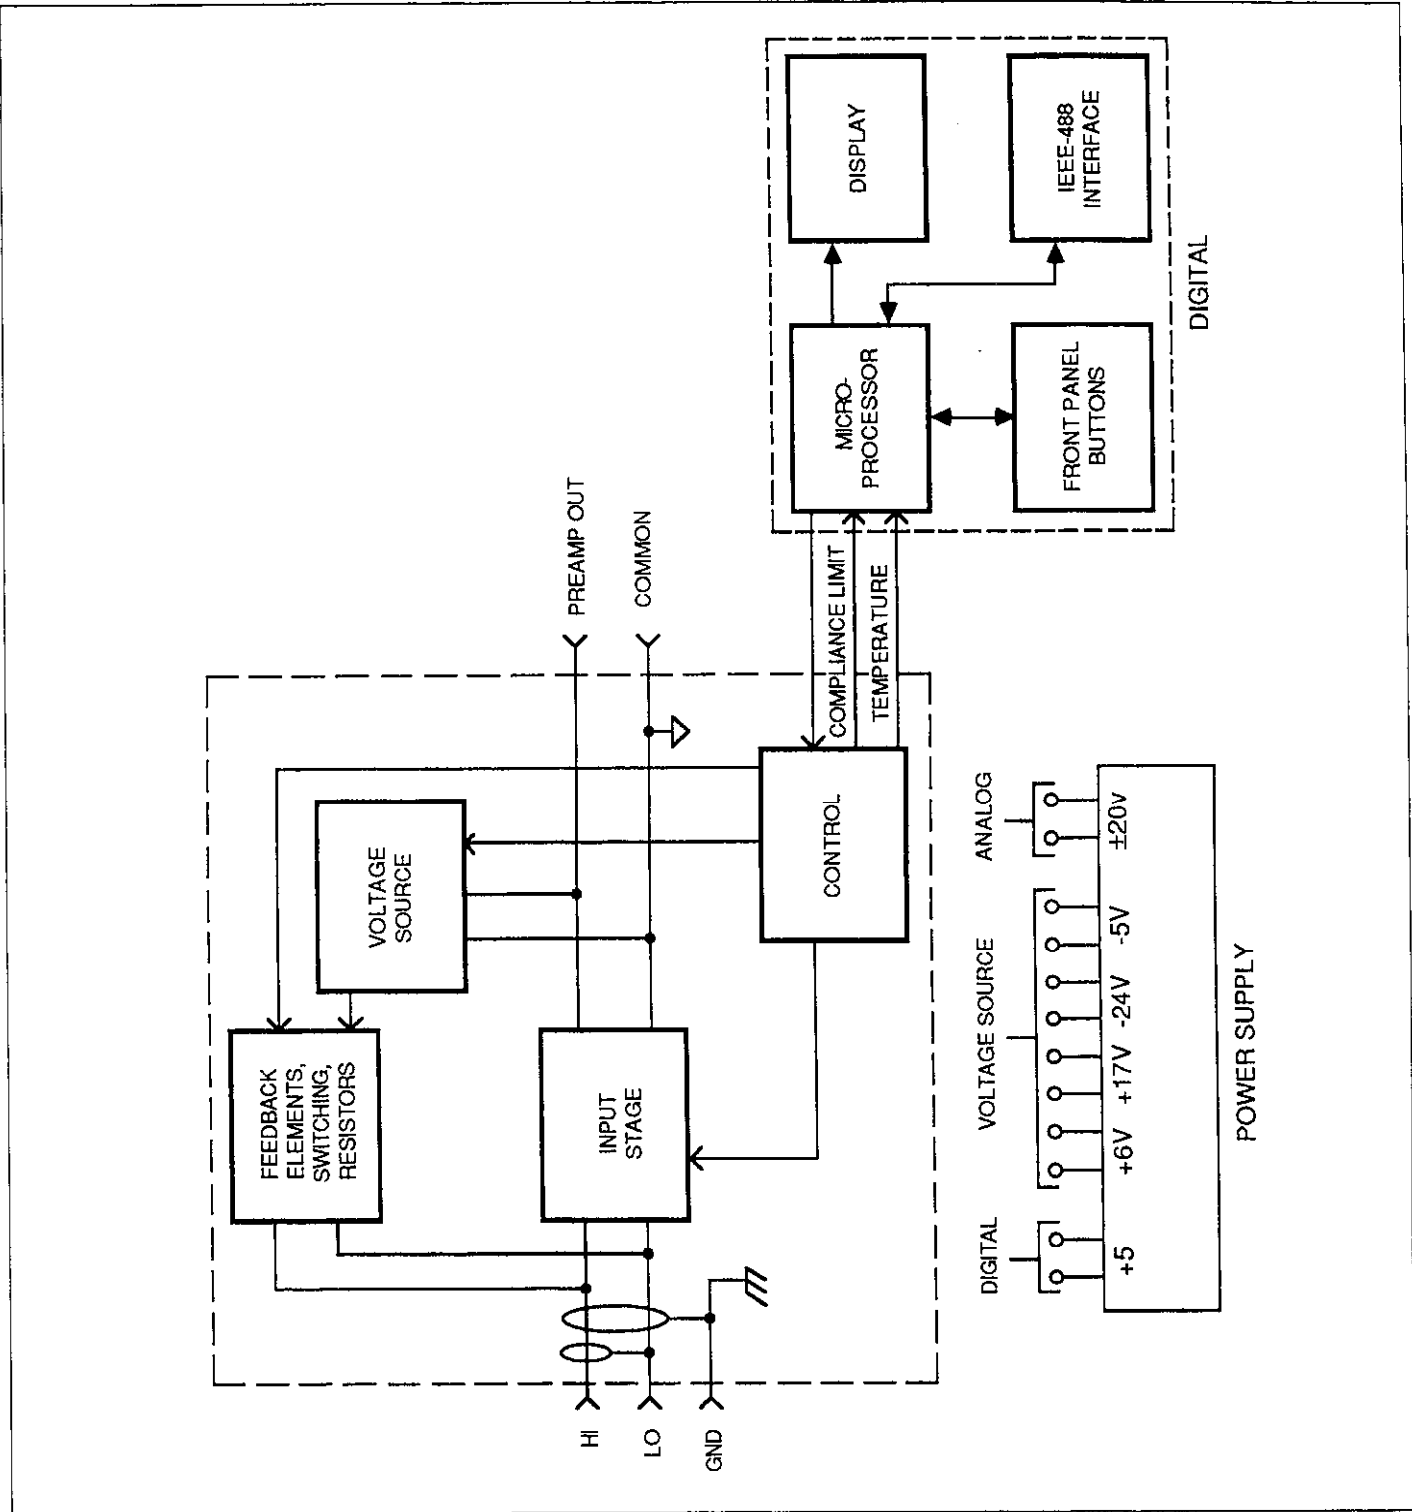 FEEDBACK
ELEMENTS,
SWITCHING,
RESISTORS
VOLTAGE
SOURCE
PREAMP OUT
COMMON
INPUT
STAGE
HI
LO
GND
CONTROL
COMPLIANCE LIMIT
TEMPERATURE
MICRO-
PROCESSOR
DISPLAY
FRONT PANEL
BUTTONS
IEEE-488
INTERFACE
DIGITAL
DIGITAL
VOLTAGE SOURCE
ANALOG
+5
+6V
+17V
-24V
-5V
±20v
POWER SUPPLY